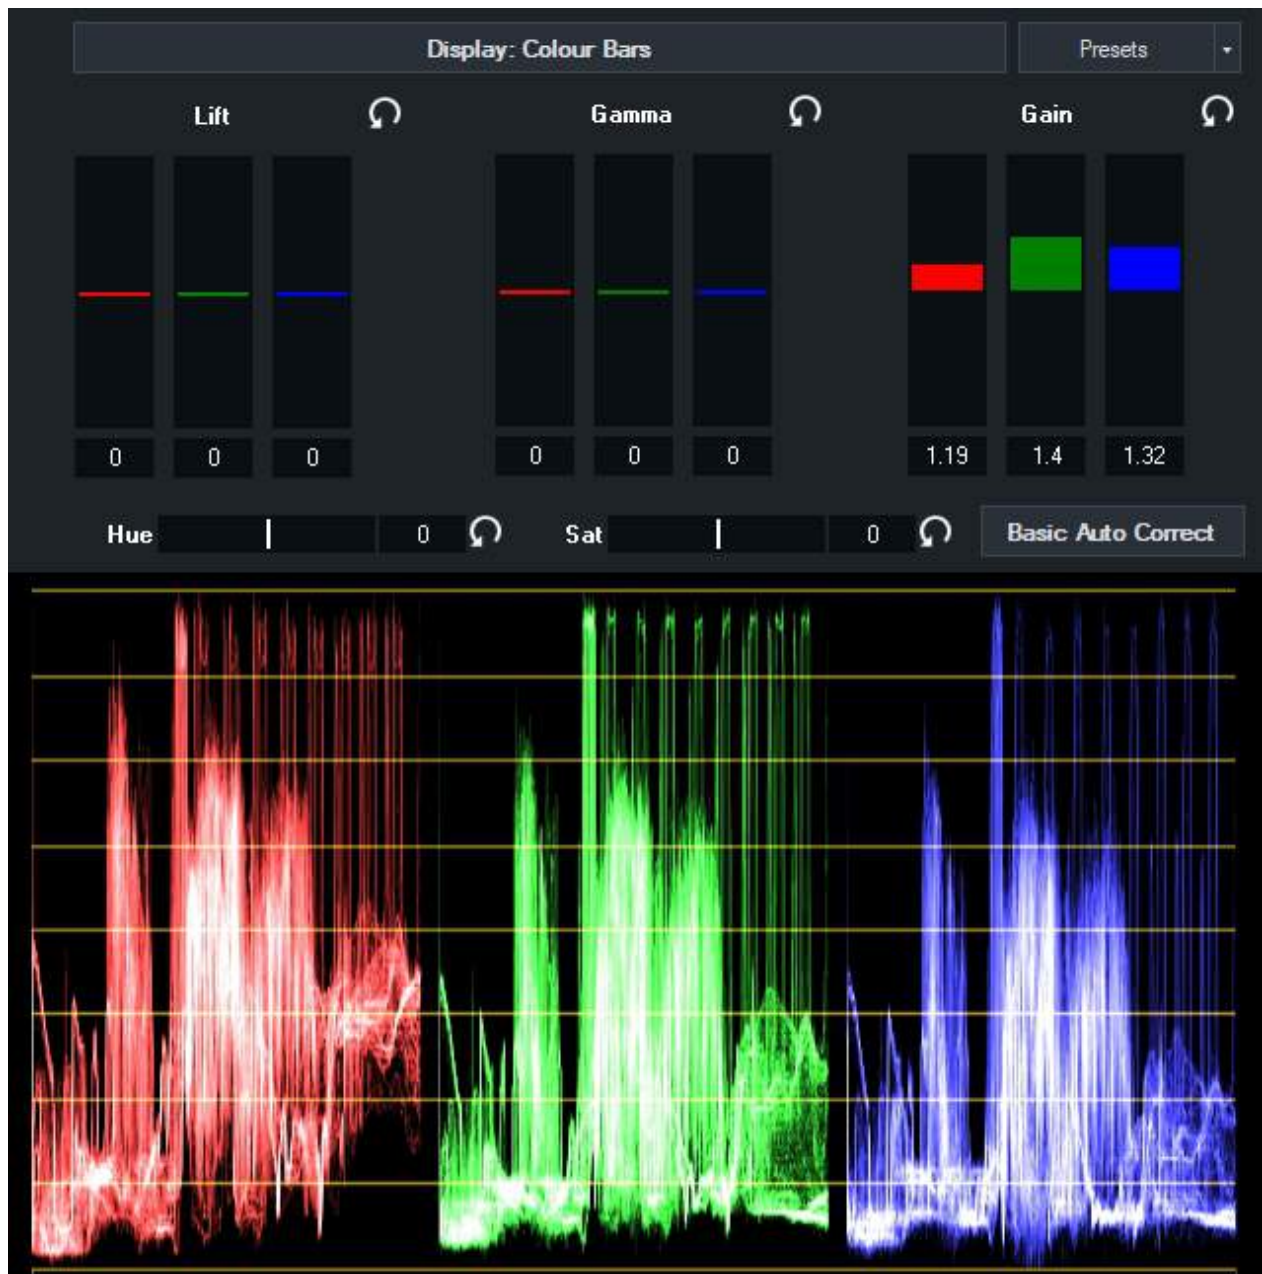 Display: Colour Bars Presets
Lift Gamma Gain
0 0 0 0 0 0 1.19 1.4 1.32
Hue 0 Sat 0 Basic Auto Correct